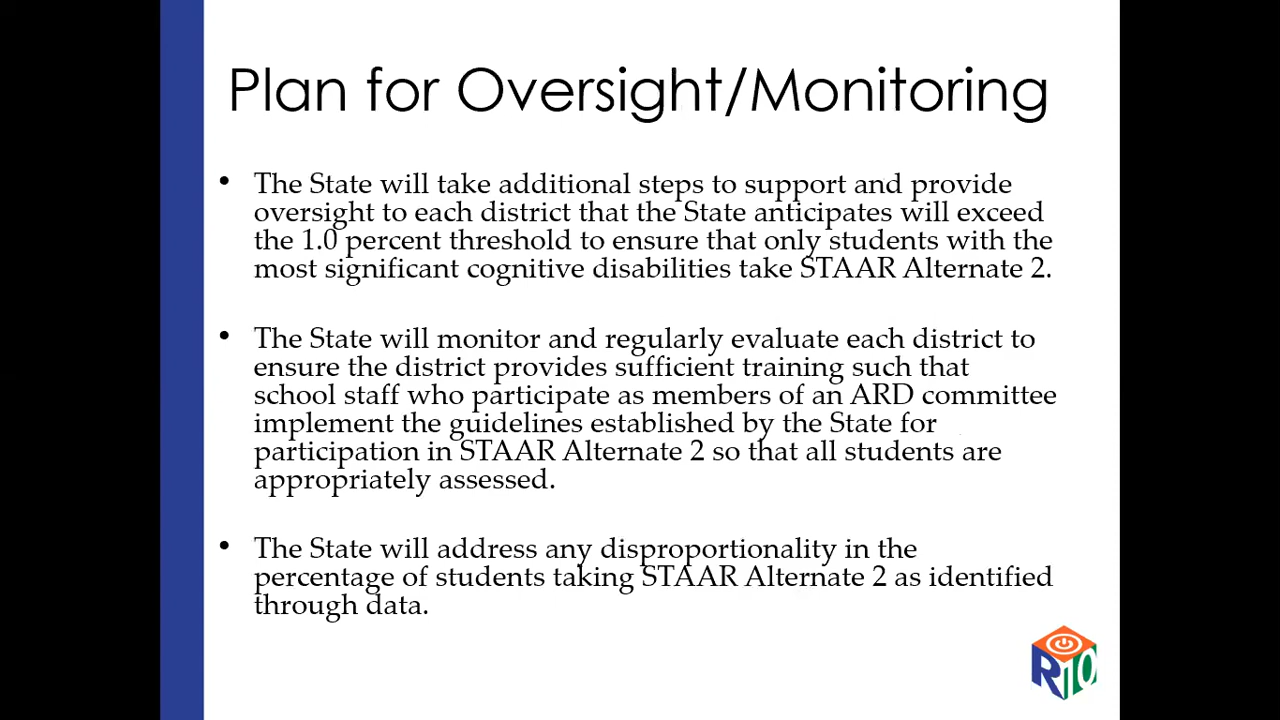 Plan for Oversight/Monitoring
• The State will take additional steps to support and provide
oversight to each district that the State anticipates will exceed
the 1.0 percent threshold to ensure that only students with the
most significant cognitive disabilities take STAAR Alternate 2.
• The State will monitor and regularly evaluate each district to
ensure the district provides sufficient training such that
school staff who participate as members of an ARD committee
implement the guidelines established by the State for
participation in STAAR Alternate 2 so that all students are
appropriately assessed.
• The State will address any disproportionality in the
percentage of students taking STAAR Alternate 2 as identified
through data.
R10